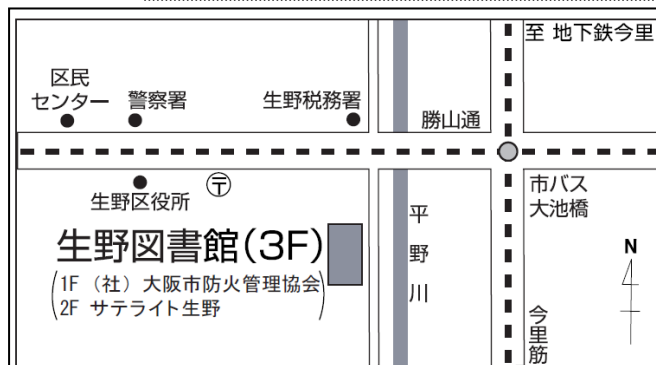 至 地下鉄今里
区民
センター
警察署
生野税務署
勝山通
生野区役所
〒
市バス
大池橋
生野図書館(3F)
(1F (社) 大阪市防火管理協会
2F サテライト生野)
平野川
N
今里筋